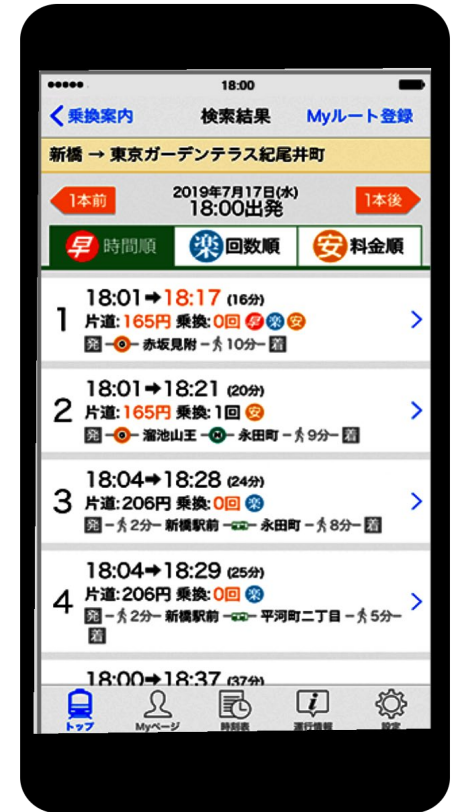 18:00
乗換案内 検索結果 Myルート登録
新橋 → 東京ガーデンテラス紀尾井町
1本前 2019年7月17日(水) 1本後
18:00出発
早 時間順 楽 回数順 安 料金順
1 18:01➡18:17 (16分)
片道:165円 乗換:0回 早 楽 安
発 - 赤坂見附 - 10分- 着
2 18:01➡18:21 (20分)
片道:165円 乗換:1回 安
発 - 溜池山王 - 永田町 - 9分- 着
3 18:04➡18:28 (24分)
片道:206円 乗換:0回 楽
発 - 2分- 新橋駅前 - 永田町 - 8分- 着
4 18:04➡18:29 (25分)
片道:206円 乗換:0回 楽
発 - 2分- 新橋駅前 - 平河町二丁目 - 5分-
着
18:00➡18:37 (37分)
トップ Myページ 時刻表 運行情報 設定